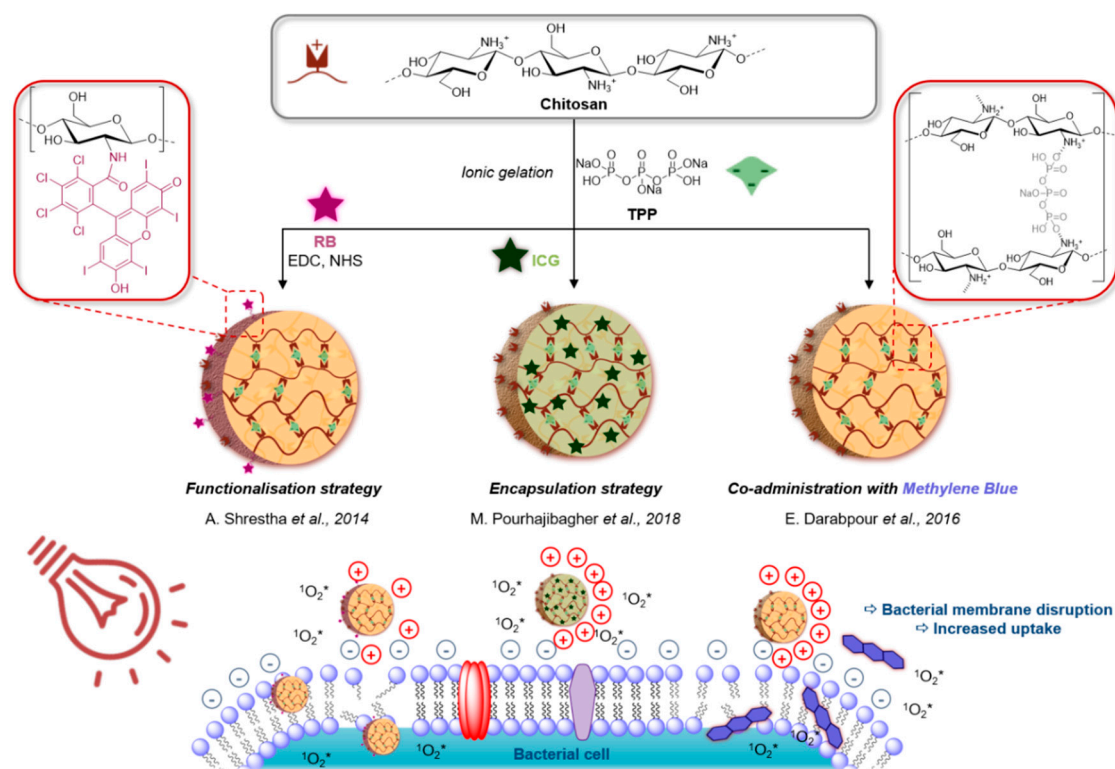 NH3+
OH
HO
O
HO
NH3+
OH
NH3+
HO
OH
Chitosan
Ionic gelation
NaO
O
O
O
ONa
HO
P
O
P
O
P
OH
NaO
TPP
OH
HO
O
NH
O
Cl
Cl
Cl
Cl
I
O
I
O
I
I
OH
OH
HO
NH2+
O
HO
NH3+
OH
HO
P=O
O
NaO-P=O
O
HO
P=O
O
OH
HO
NH3+
O
HO
NH2+
OH
RB
EDC, NHS
ICG
Functionalisation strategy
Encapsulation strategy
Co-administration with Methylene Blue
A. Shrestha et al., 2014
M. Pourhajibagher et al., 2018
E. Darabpour et al., 2016
1O2*
1O2*
1O2*
1O2*
1O2*
1O2*
⇨ Bacterial membrane disruption
⇨ Increased uptake
1O2*
1O2*
1O2*
1O2*
1O2*
1O2*
1O2*
Bacterial cell